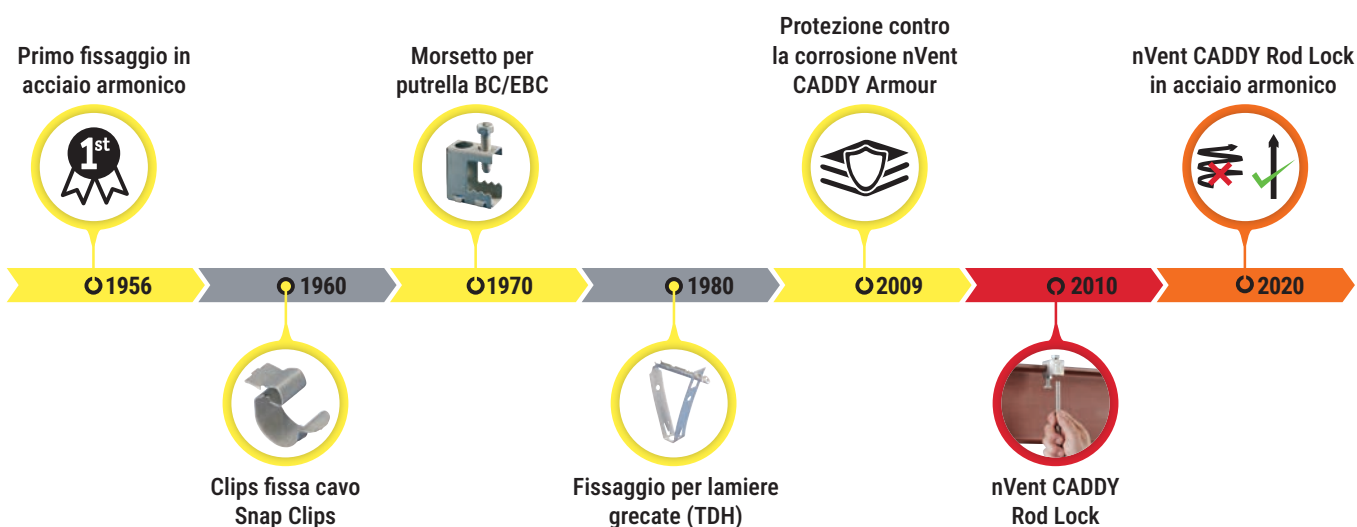 Primo fissaggio in
acciaio armonico
1st
Morsetto per
putrella BC/EBC
Protezione contro
la corrosione nVent
CADDY Armour
nVent CADDY Rod Lock
in acciaio armonico
1956
1960
1970
1980
2009
2010
2020
Clips fissa cavo
Snap Clips
Fissaggio per lamiere
grecate (TDH)
nVent CADDY
Rod Lock